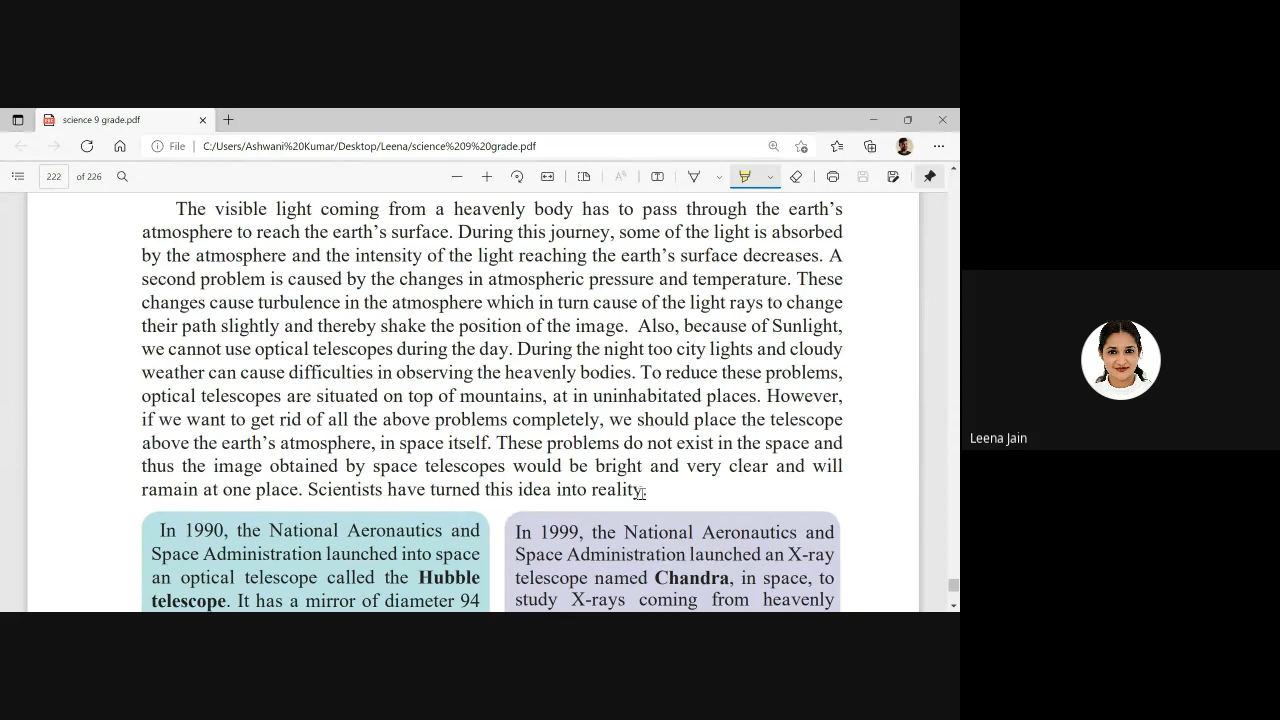 science 9 grade.pdf
File | C:/Users/Ashwani%20Kumar/Desktop/Leena/science%209%20grade.pdf
222 of 226
The visible light coming from a heavenly body has to pass through the earth's
atmosphere to reach the earth's surface. During this journey, some of the light is absorbed
by the atmosphere and the intensity of the light reaching the earth's surface decreases. A
second problem is caused by the changes in atmospheric pressure and temperature. These
changes cause turbulence in the atmosphere which in turn cause of the light rays to change
their path slightly and thereby shake the position of the image. Also, because of Sunlight,
we cannot use optical telescopes during the day. During the night too city lights and cloudy
weather can cause difficulties in observing the heavenly bodies. To reduce these problems,
optical telescopes are situated on top of mountains, at in uninhabitated places. However,
if we want to get rid of all the above problems completely, we should place the telescope
above the earth's atmosphere, in space itself. These problems do not exist in the space and
thus the image obtained by space telescopes would be bright and very clear and will
ramain at one place. Scientists have turned this idea into reality.
In 1990, the National Aeronautics and
Space Administration launched into space
an optical telescope called the Hubble
telescope. It has a mirror of diameter 94
In 1999, the National Aeronautics and
Space Administration launched an X-ray
telescope named Chandra, in space, to
study X-rays coming from heavenly
Leena Jain